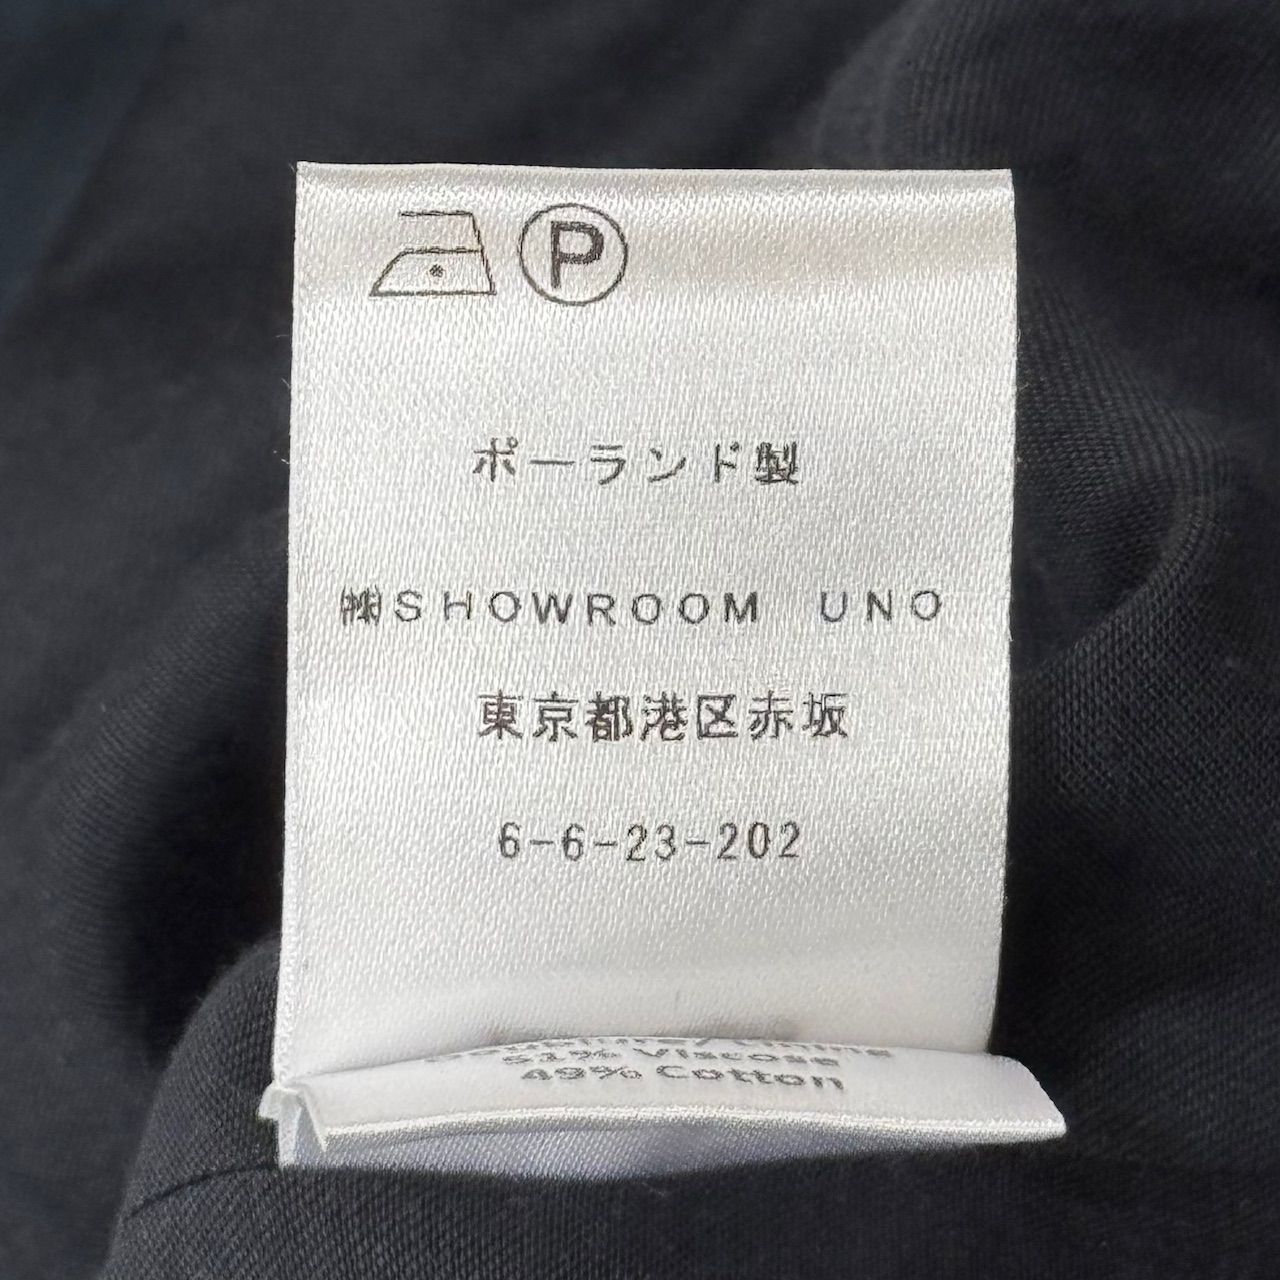 P
ポーランド製
㈱SHOWROOM UNO
東京都港区赤坂
6-6-23-202
51% Viscose
49% Cotton